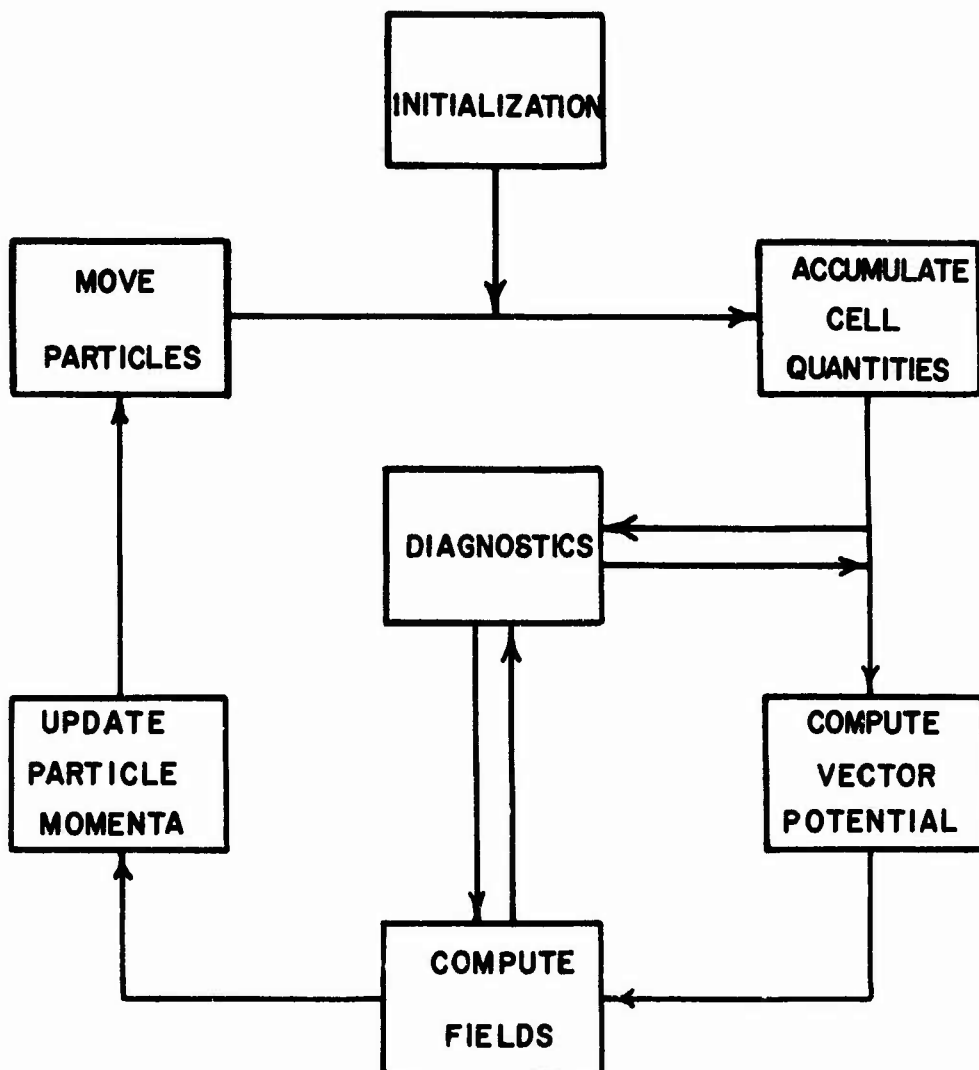 INITIALIZATION
MOVE
PARTICLES
ACCUMULATE
CELL
QUANTITIES
DIAGNOSTICS
UPDATE
PARTICLE
MOMENTA
COMPUTE
VECTOR
POTENTIAL
COMPUTE
FIELDS